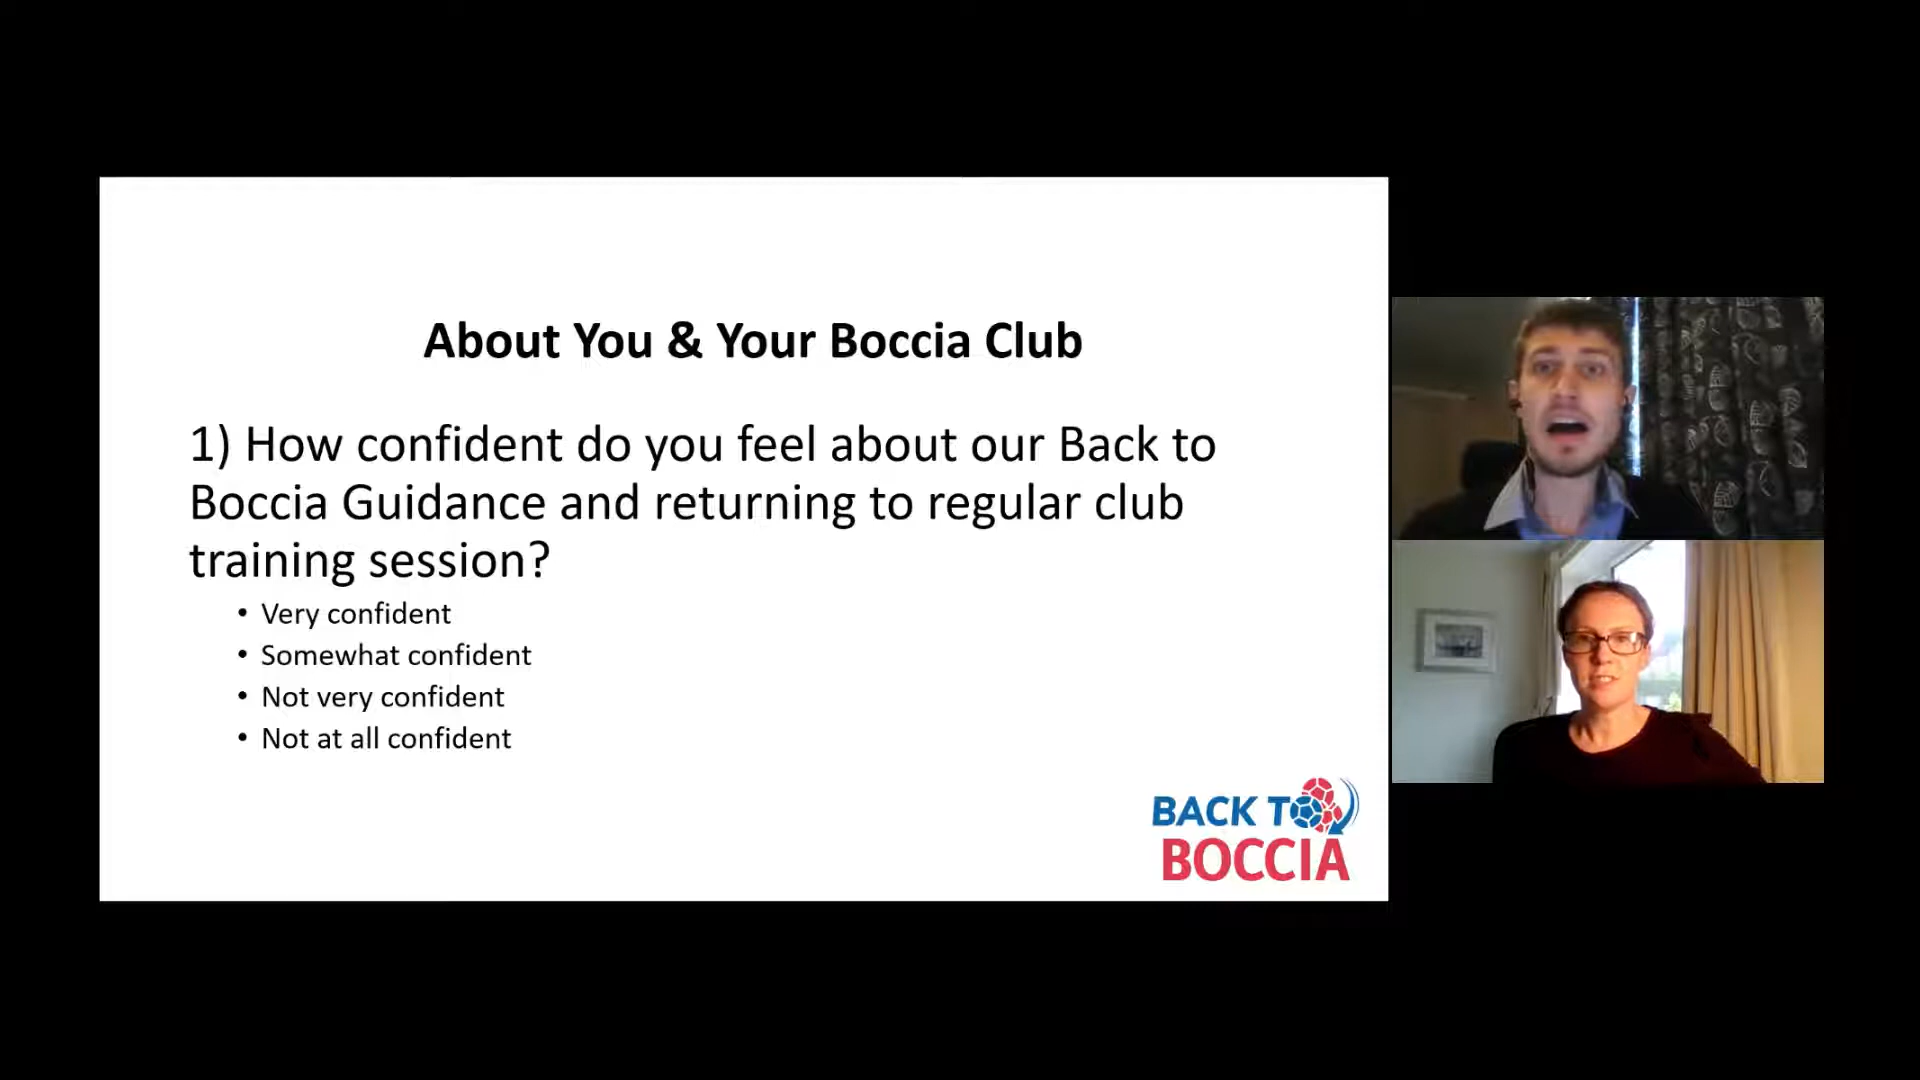 About You & Your Boccia Club
1) How confident do you feel about our Back to
Boccia Guidance and returning to regular club
training session?
• Very confident
• Somewhat confident
• Not very confident
• Not at all confident
BACK TO
BOCCIA